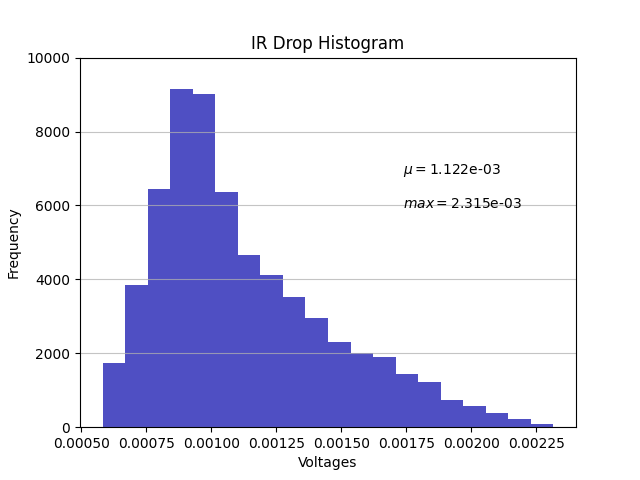 IR Drop Histogram
10000
8000
6000
4000
2000
0
Frequency
μ = 1.122e-03
max = 2.315e-03
0.00050 0.00075 0.00100 0.00125 0.00150 0.00175 0.00200 0.00225
Voltages